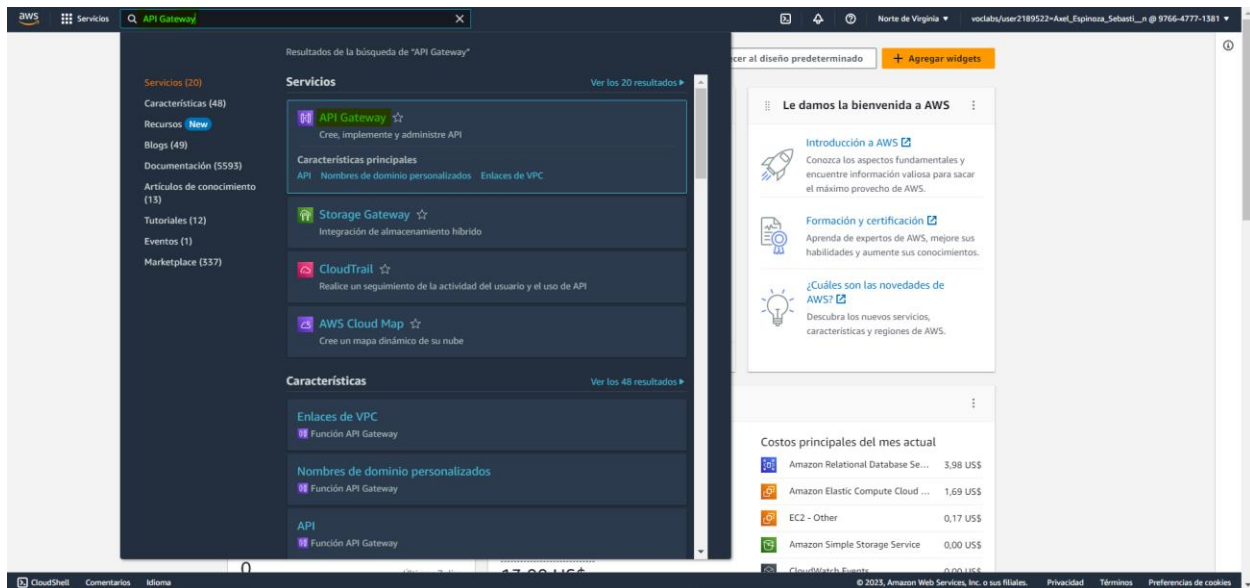 aws
Servicios
API Gateway
Norte de Virginia
voclabs/user2189522=Axel_Espinoza_Sebasti__n @ 9766-4777-1381
Resultados de la búsqueda de "API Gateway"
Servicios (20)
Características (48)
Recursos New
Blogs (49)
Documentación (5593)
Artículos de conocimiento
(13)
Tutoriales (12)
Eventos (1)
Marketplace (337)
Servicios
Ver los 20 resultados
API Gateway
Cree, implemente y administre API
Características principales
API Nombres de dominio personalizados Enlaces de VPC
Storage Gateway
Integración de almacenamiento híbrido
CloudTrail
Realice un seguimiento de la actividad del usuario y el uso de API
AWS Cloud Map
Cree un mapa dinámico de su nube
Características
Ver los 48 resultados
Enlaces de VPC
Función API Gateway
Nombres de dominio personalizados
Función API Gateway
API
Función API Gateway
cer al diseño predeterminado
+ Agregar widgets
Le damos la bienvenida a AWS
Introducción a AWS
Conozca los aspectos fundamentales y
encuentre información valiosa para sacar
el máximo provecho de AWS.
Formación y certificación
Aprenda de expertos de AWS, mejore sus
habilidades y aumente sus conocimientos.
¿Cuáles son las novedades de
AWS?
Descubra los nuevos servicios,
características y regiones de AWS.
Costos principales del mes actual
Amazon Relational Database Se... 3,98 US$
Amazon Elastic Compute Cloud ... 1,69 US$
EC2 - Other 0,17 US$
Amazon Simple Storage Service 0,00 US$
CloudWatch Events 0,00 US$
0
CloudShell Comentarios Idioma
© 2023, Amazon Web Services, Inc. o sus filiales. Privacidad Términos Preferencias de cookies